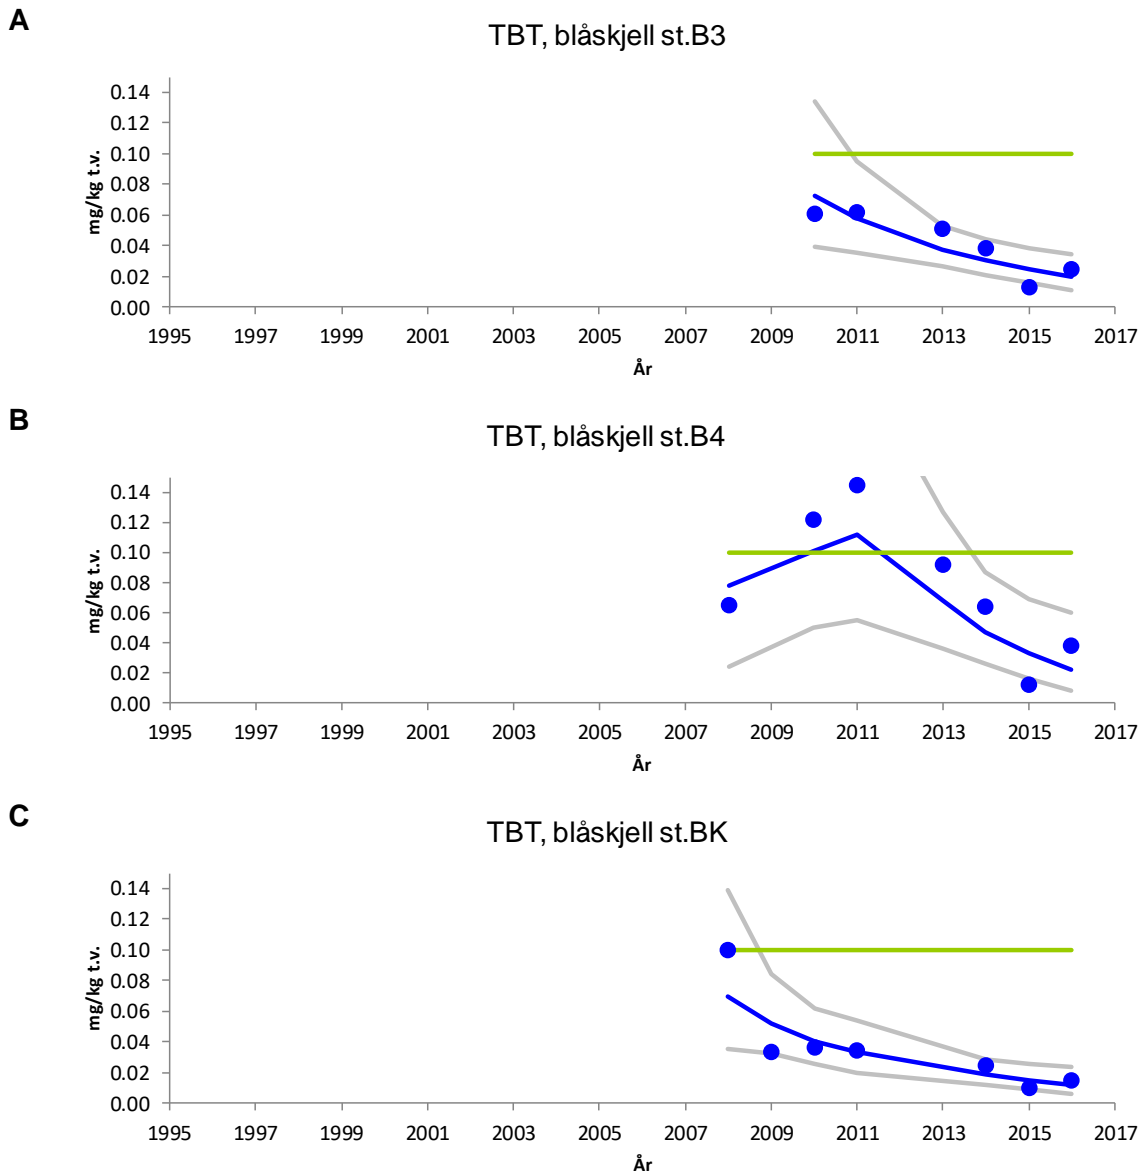 A
TBT, blåskjell st.B3
mg/kg t.v.
0.14
0.12
0.10
0.08
0.06
0.04
0.02
0.00
1995 1997 1999 2001 2003 2005 2007 2009 2011 2013 2015 2017
År
B
TBT, blåskjell st.B4
mg/kg t.v.
0.14
0.12
0.10
0.08
0.06
0.04
0.02
0.00
1995 1997 1999 2001 2003 2005 2007 2009 2011 2013 2015 2017
År
C
TBT, blåskjell st.BK
mg/kg t.v.
0.14
0.12
0.10
0.08
0.06
0.04
0.02
0.00
1995 1997 1999 2001 2003 2005 2007 2009 2011 2013 2015 2017
År